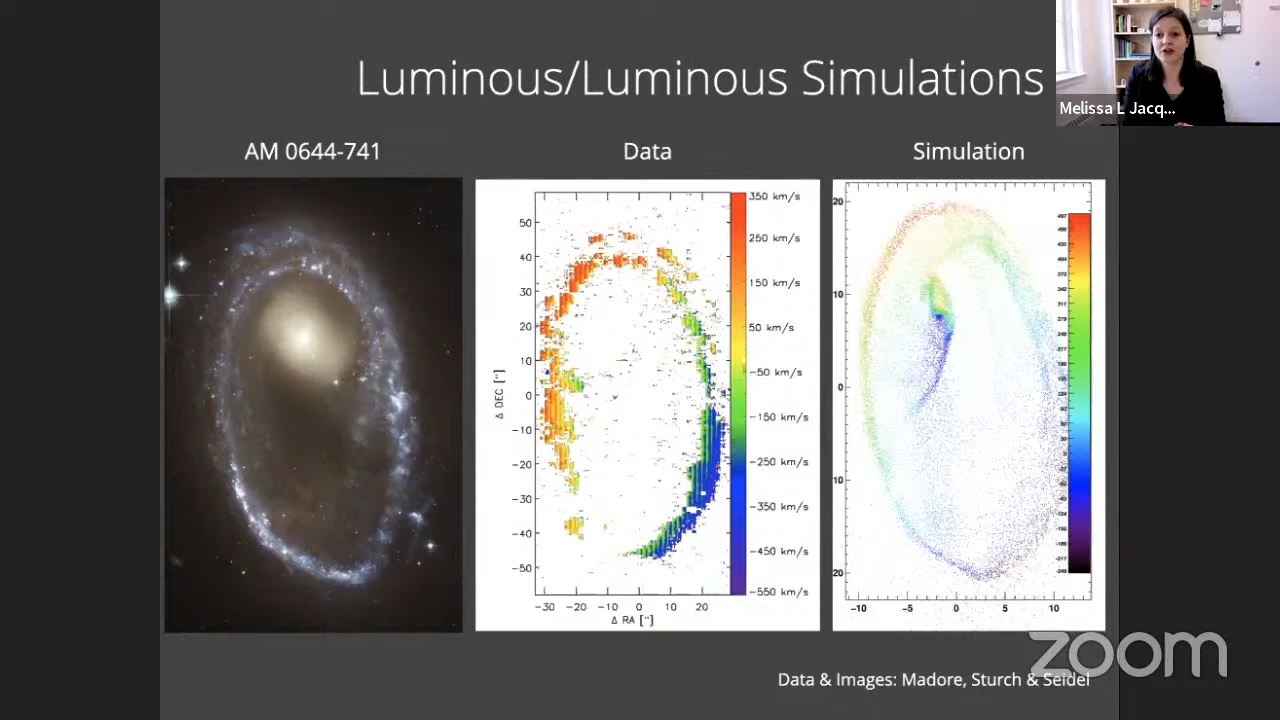 Luminous/Luminous Simulations
Melissa L Jacq...
AM 0644-741
Data
Simulation
350 km/s
250 km/s
150 km/s
50 km/s
−50 km/s
−150 km/s
−250 km/s
−350 km/s
−450 km/s
−550 km/s
50
40
30
20
10
0
−10
−20
−30
−40
−50
Δ DEC ["]
−30 −20 −10 0 10 20
Δ RA ["]
20
10
0
10
20
-10 -5 0 5 10
zoom
Data & Images: Madore, Sturch & Seidel